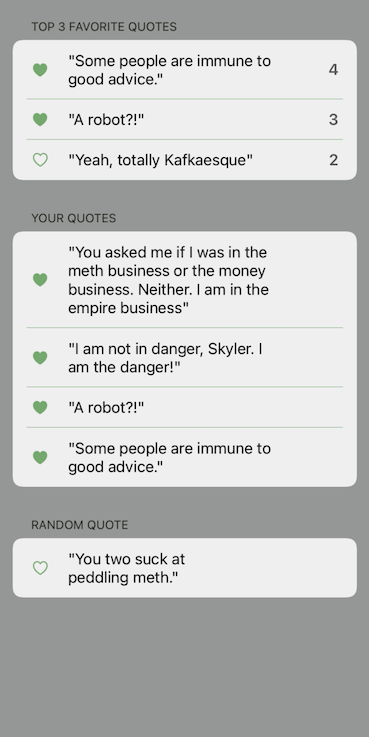 TOP 3 FAVORITE QUOTES
"Some people are immune to
good advice."
4
"A robot?!"
3
"Yeah, totally Kafkaesque"
2
YOUR QUOTES
"You asked me if I was in the
meth business or the money
business. Neither. I am in the
empire business"
"I am not in danger, Skyler. I
am the danger!"
"A robot?!"
"Some people are immune to
good advice."
RANDOM QUOTE
"You two suck at
peddling meth."